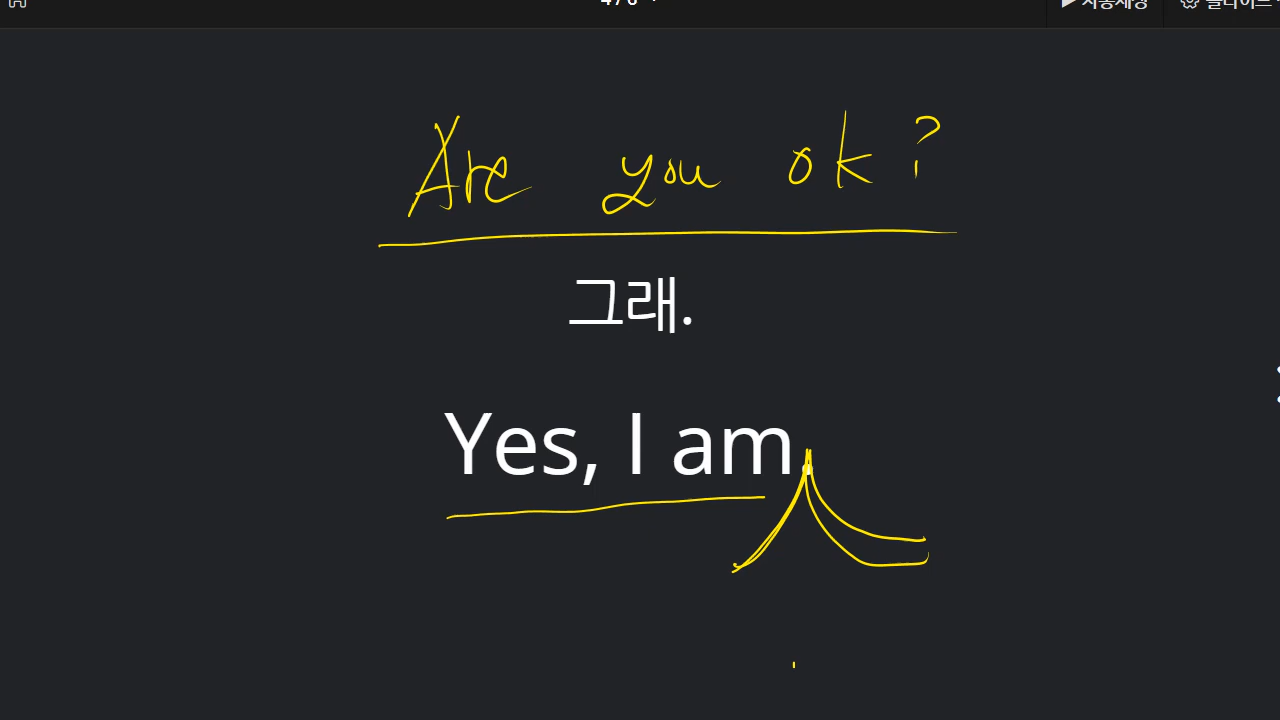 Are you ok?
그래.
Yes, I am.